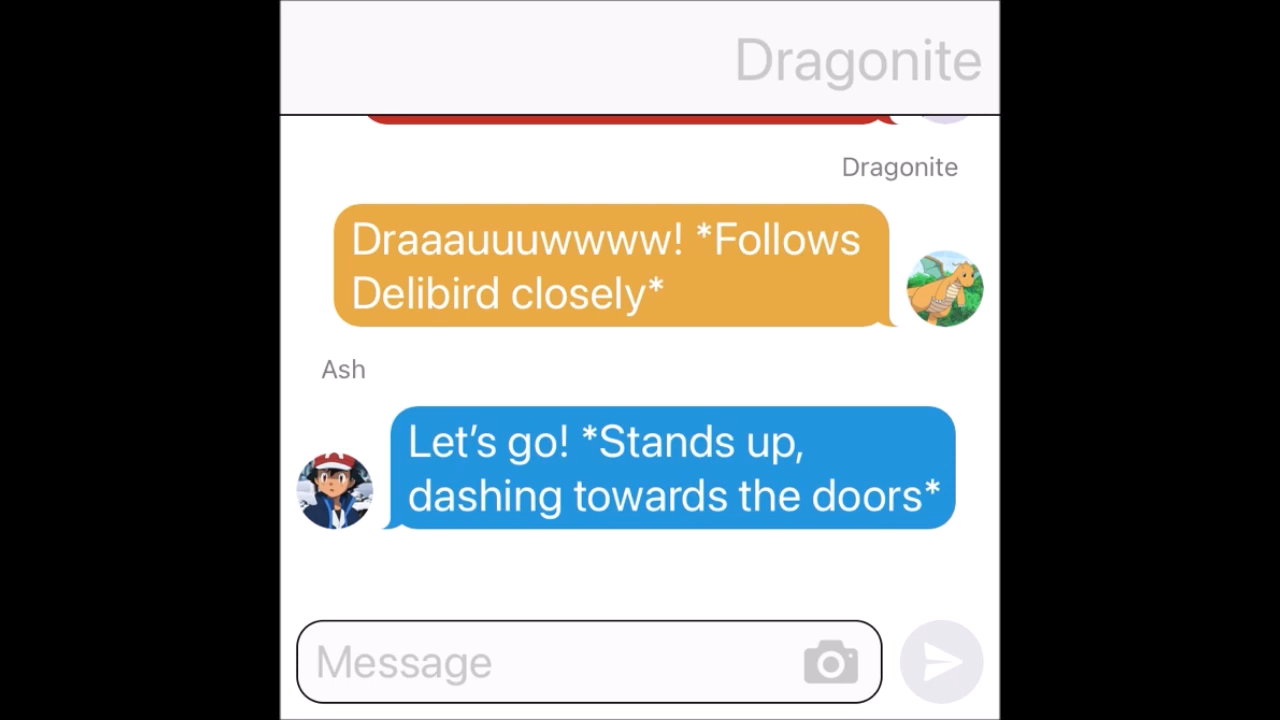 Dragonite
Dragonite
Draaauuuwwww! *Follows
Delibird closely*
Ash
Let’s go! *Stands up,
dashing towards the doors*
Message